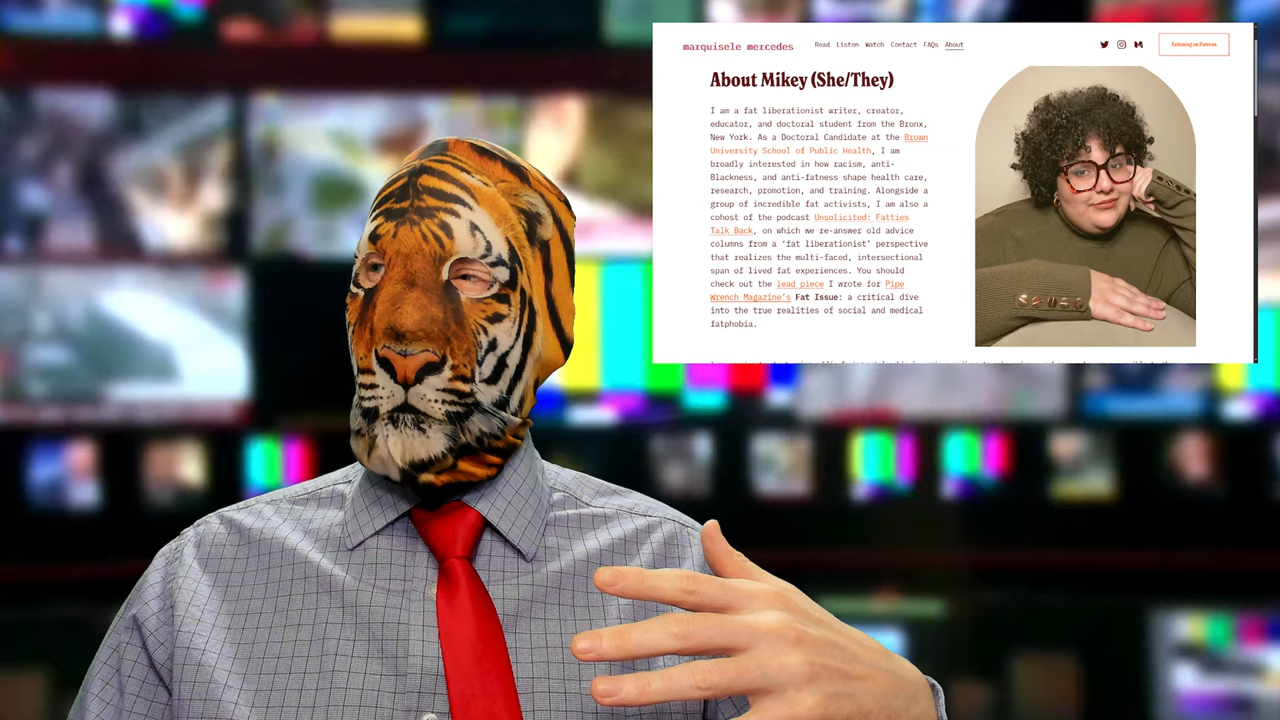 marquisele mercedes
Read Listen Watch Contact FAQs About
Fattening on Patreon
About Mikey (She/They)
I am a fat liberationist writer, creator,
educator, and doctoral student from the Bronx,
New York. As a Doctoral Candidate at the Brown
University School of Public Health, I am
broadly interested in how racism, anti-
Blackness, and anti-fatness shape health care,
research, promotion, and training. Alongside a
group of incredible fat activists, I am also a
cohost of the podcast Unsolicited: Fatties
Talk Back, on which we re-answer old advice
columns from a ‘fat liberationist’ perspective
that realizes the multi-faced, intersectional
span of lived fat experiences. You should
check out the lead piece I wrote for Pipe
Wrench Magazine's Fat Issue: a critical dive
into the true realities of social and medical
fatphobia.